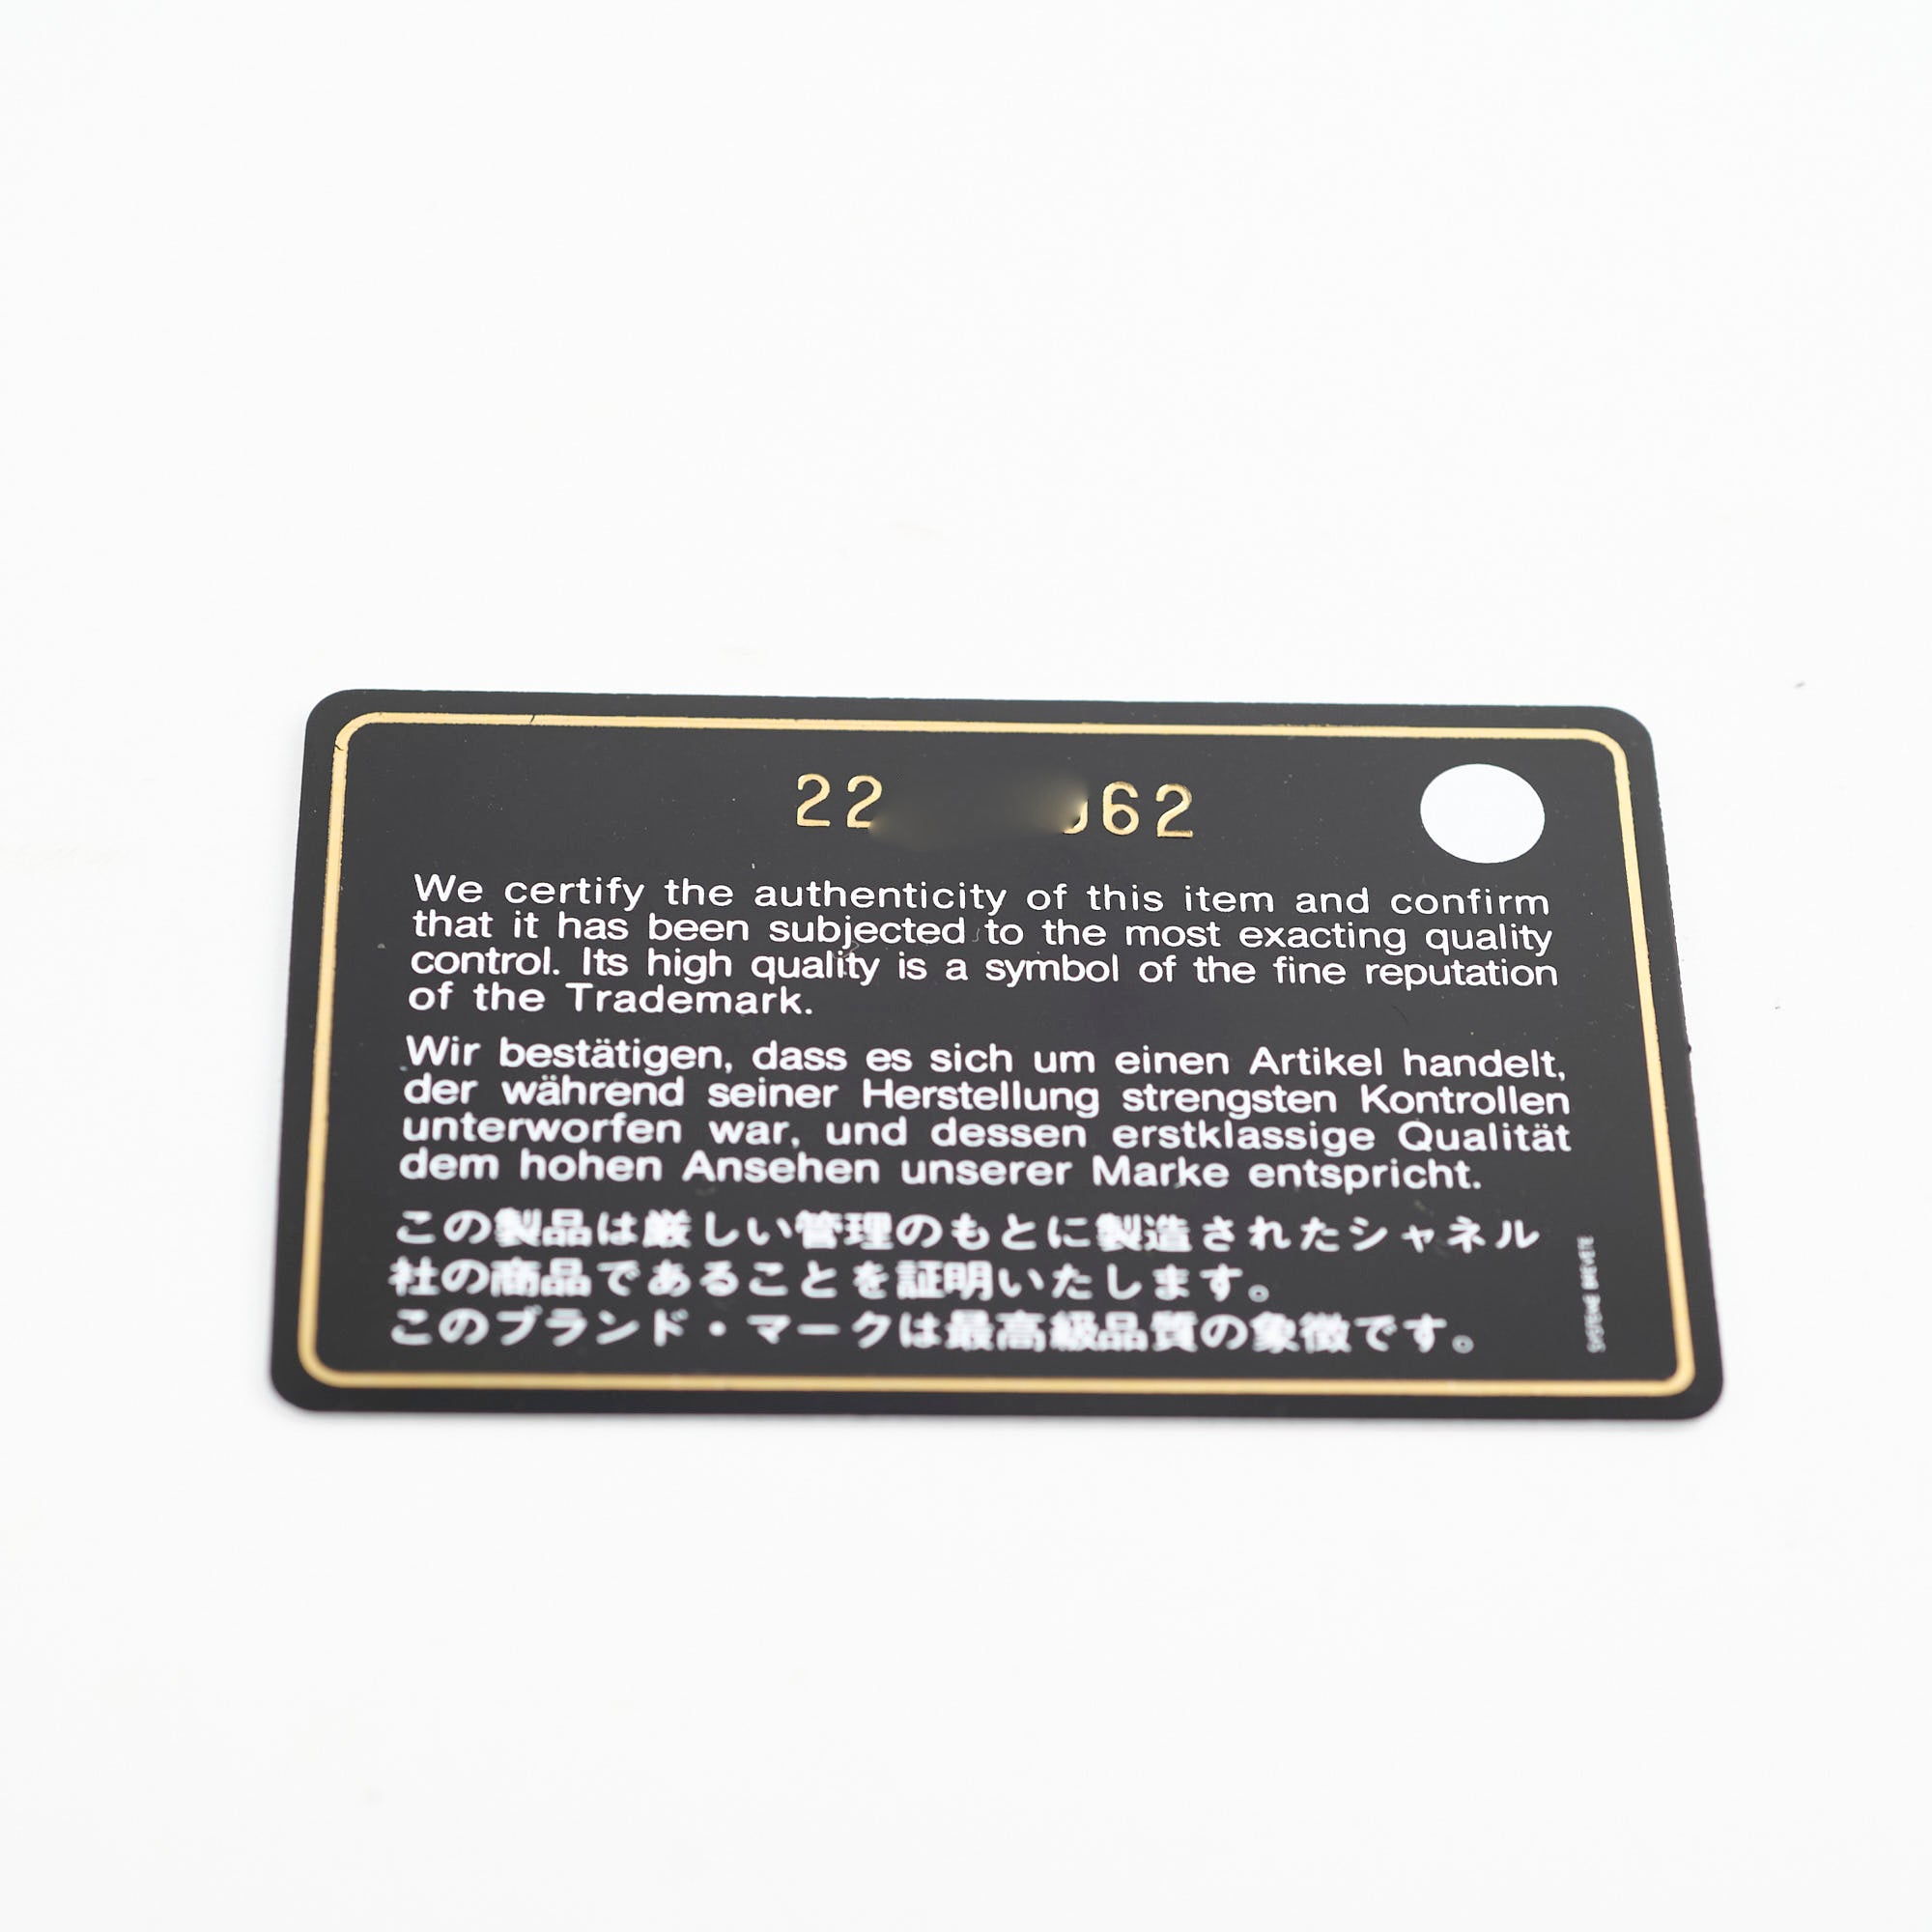 22 62
We certify the authenticity of this item and confirm
that it has been subjected to the most exacting quality
control. Its high quality is a symbol of the fine reputation
of the Trademark.
Wir bestätigen, dass es sich um einen Artikel handelt,
der während seiner Herstellung strengsten Kontrollen
unterworfen war, und dessen erstklassige Qualität
dem hohen Ansehen unserer Marke entspricht.
この製品は厳しい管理のもとに製造されたシャネル
社の商品であることを証明いたします。
このブランド・マークは最高級品質の象徴です。
SYSTEME BREVETE